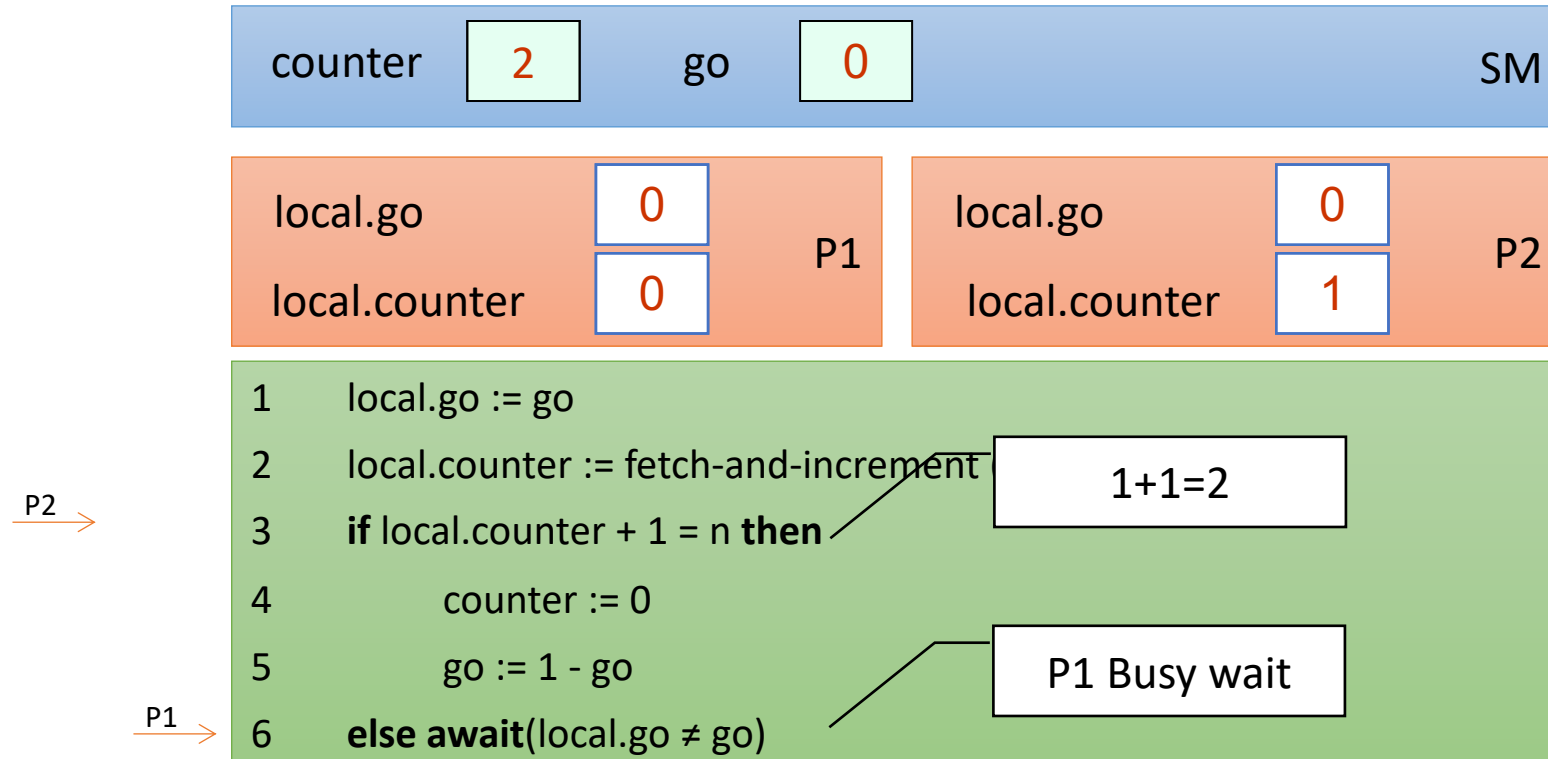 counter 2 go 0 SM
local.go 0 P1 local.go 0 P2
local.counter 0 local.counter 1
1 local.go := go
2 local.counter := fetch-and-increment (
1+1=2
P2
3 if local.counter + 1 = n then
4 counter := 0
5 go := 1 - go
P1 Busy wait
P1
6 else await(local.go ≠ go)